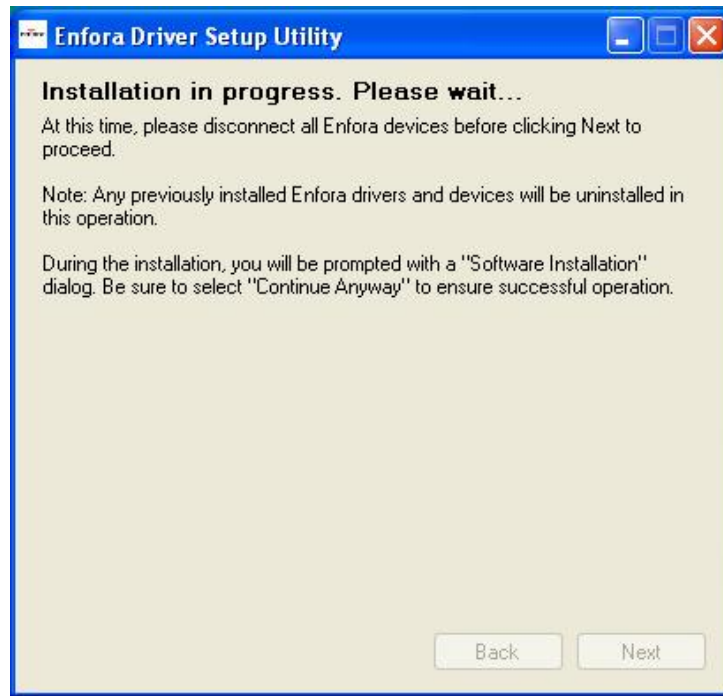 Enfora Driver Setup Utility
Installation in progress. Please wait...
At this time, please disconnect all Enfora devices before clicking Next to
proceed.
Note: Any previously installed Enfora drivers and devices will be uninstalled in
this operation.
During the installation, you will be prompted with a "Software Installation"
dialog. Be sure to select "Continue Anyway" to ensure successful operation.
Back Next